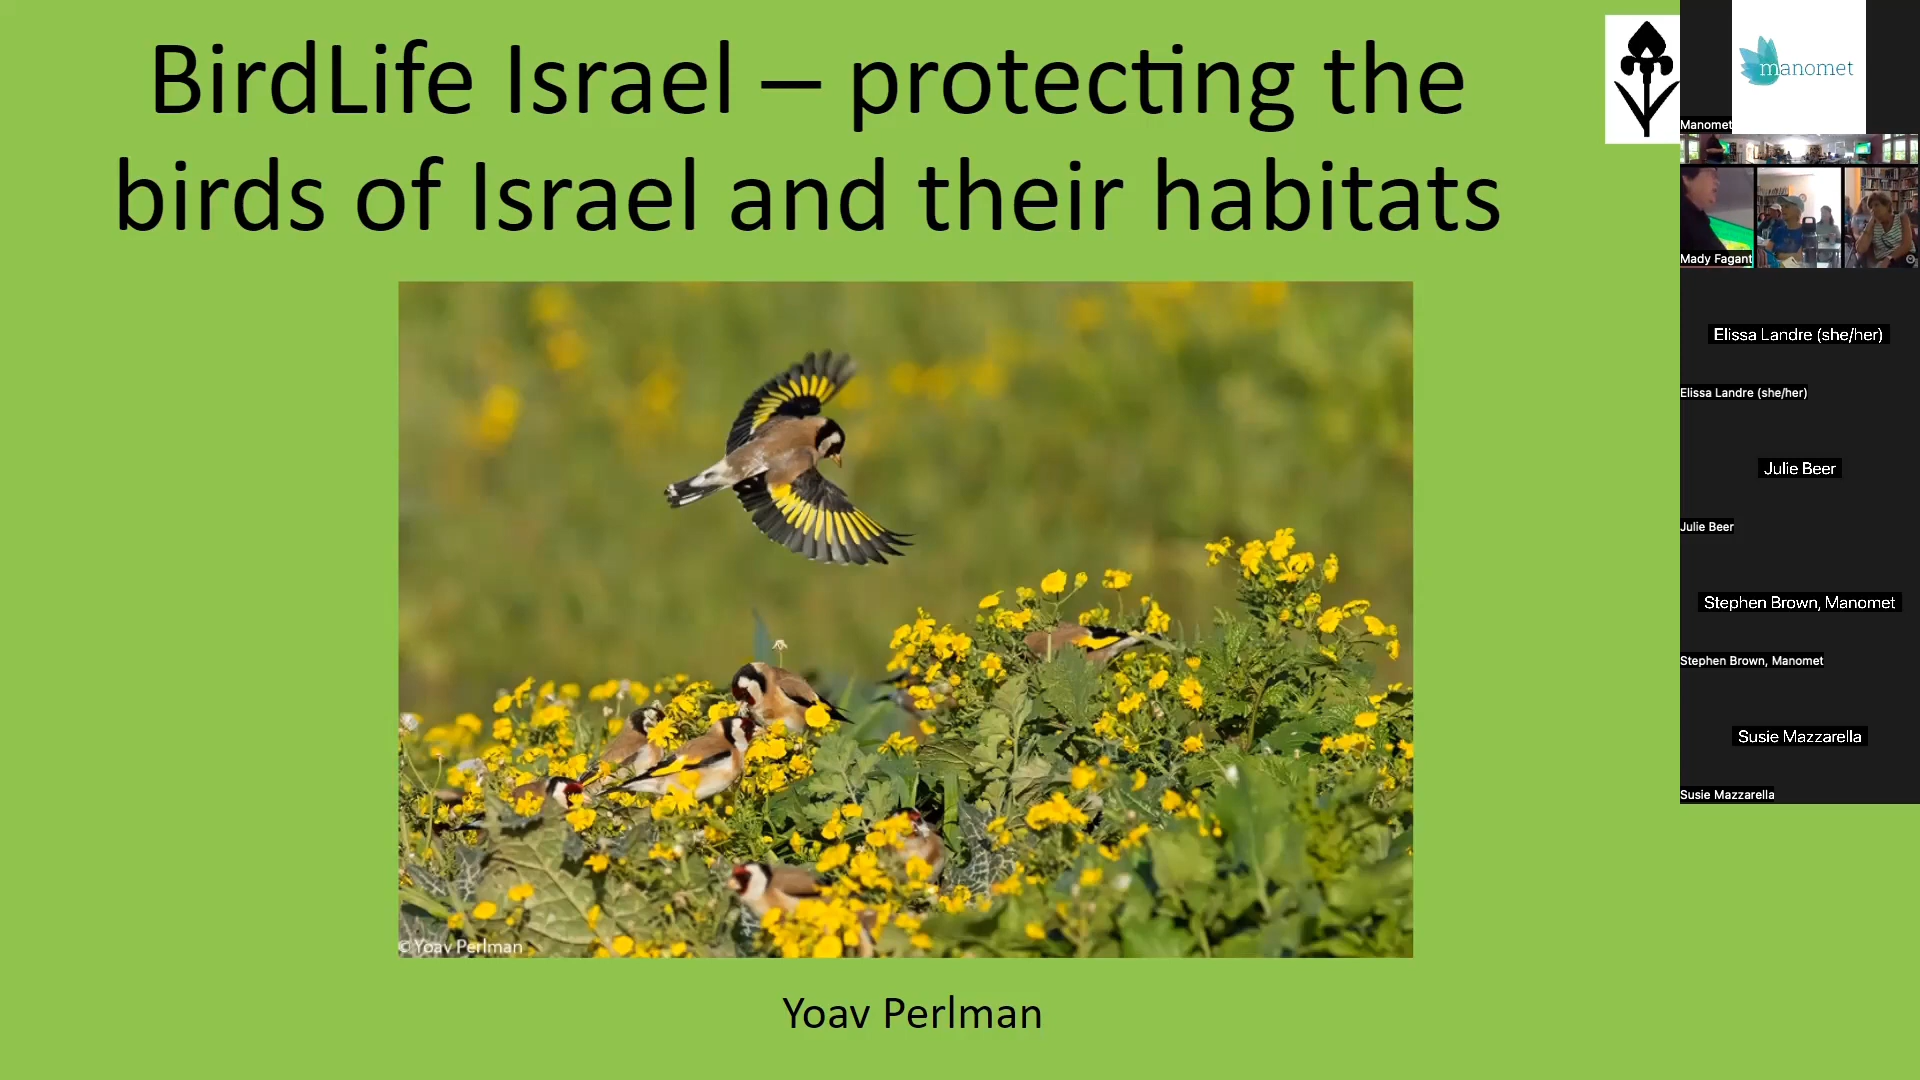 BirdLife Israel – protecting the
birds of Israel and their habitats
©Yoav Perlman
Yoav Perlman
manomet
Manomet
Mady Fagant
Elissa Landre (she/her)
Elissa Landre (she/her)
Julie Beer
Julie Beer
Stephen Brown, Manomet
Stephen Brown, Manomet
Susie Mazzarella
Susie Mazzarella